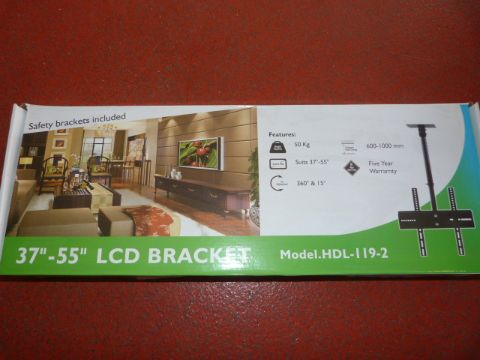 Safety brackets included
Features:
50 Kg
600-1000 mm
Suits 37"-55"
Five Year
Warranty
360° & 15°
37"-55" LCD BRACKET
Model.HDL-119-2